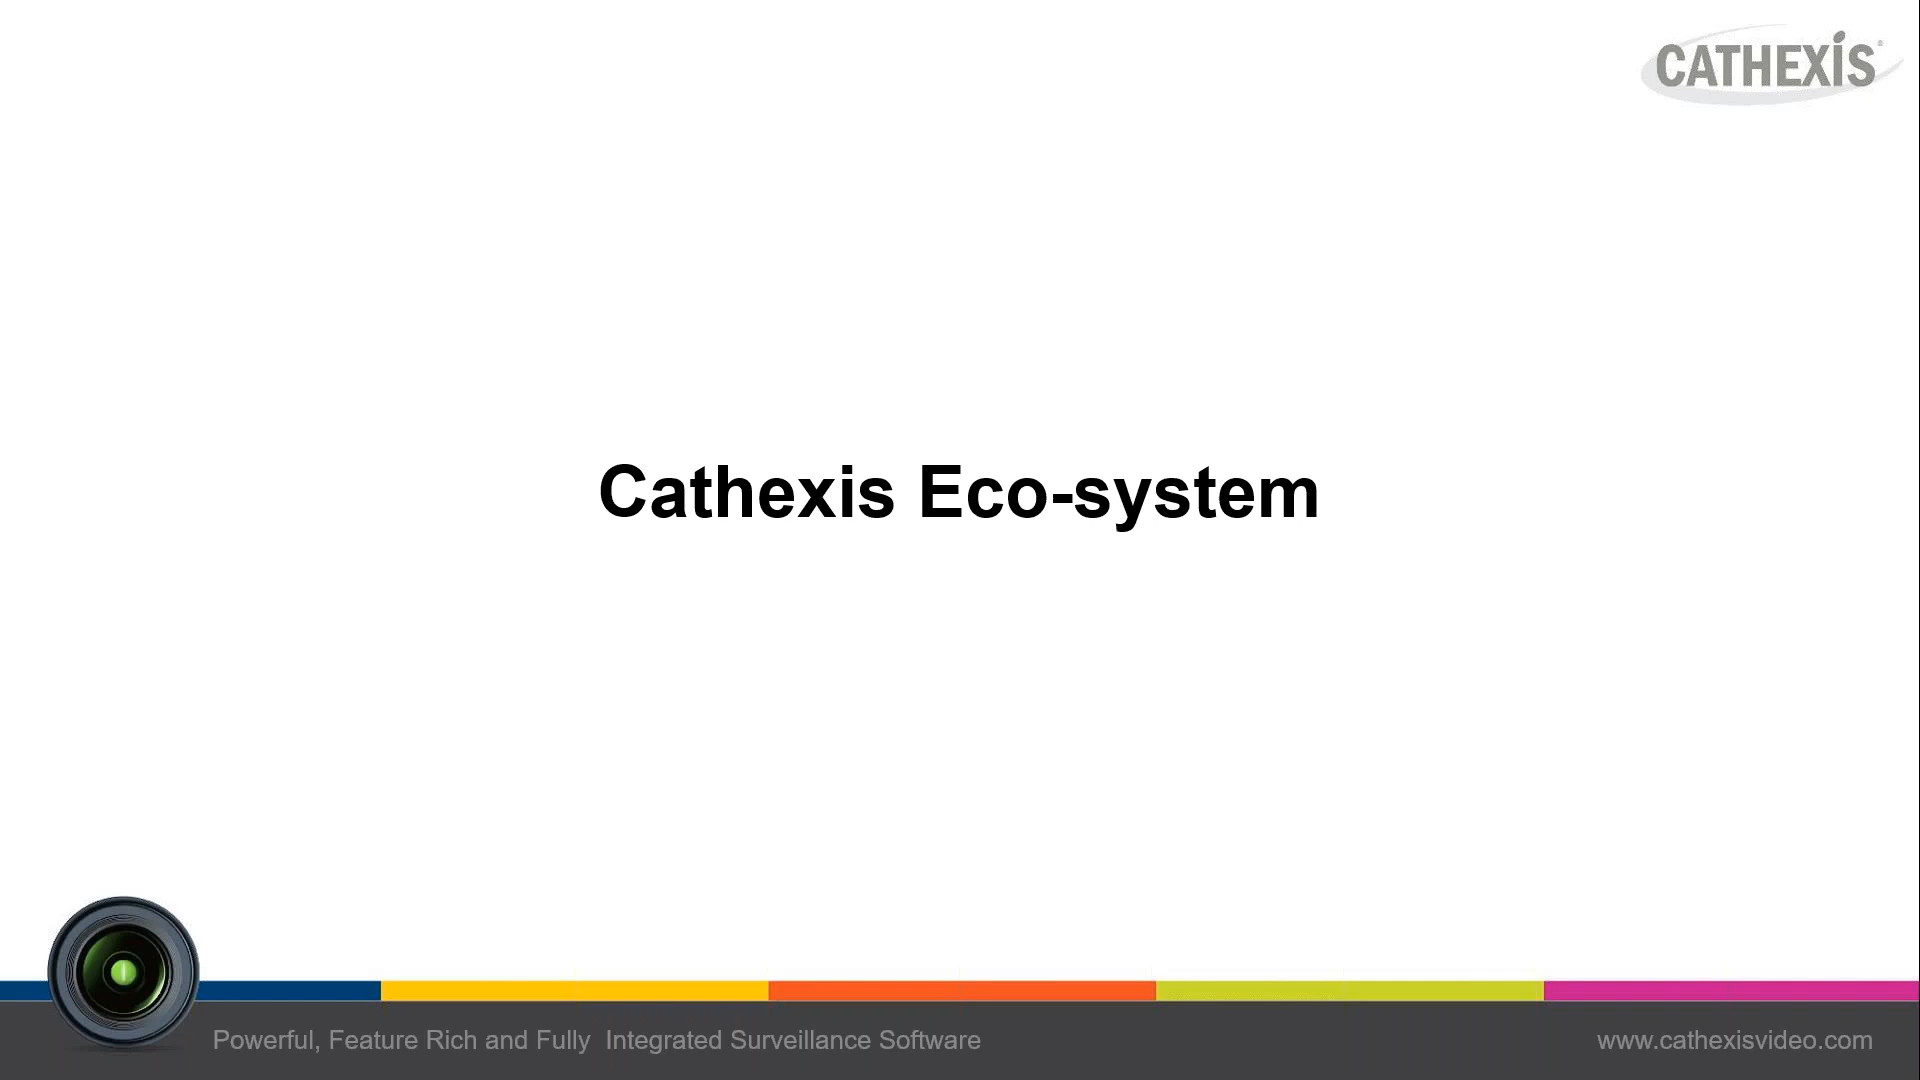 CATHEXIS
Cathexis Eco-system
Powerful, Feature Rich and Fully  Integrated Surveillance Software
www.cathexisvideo.com